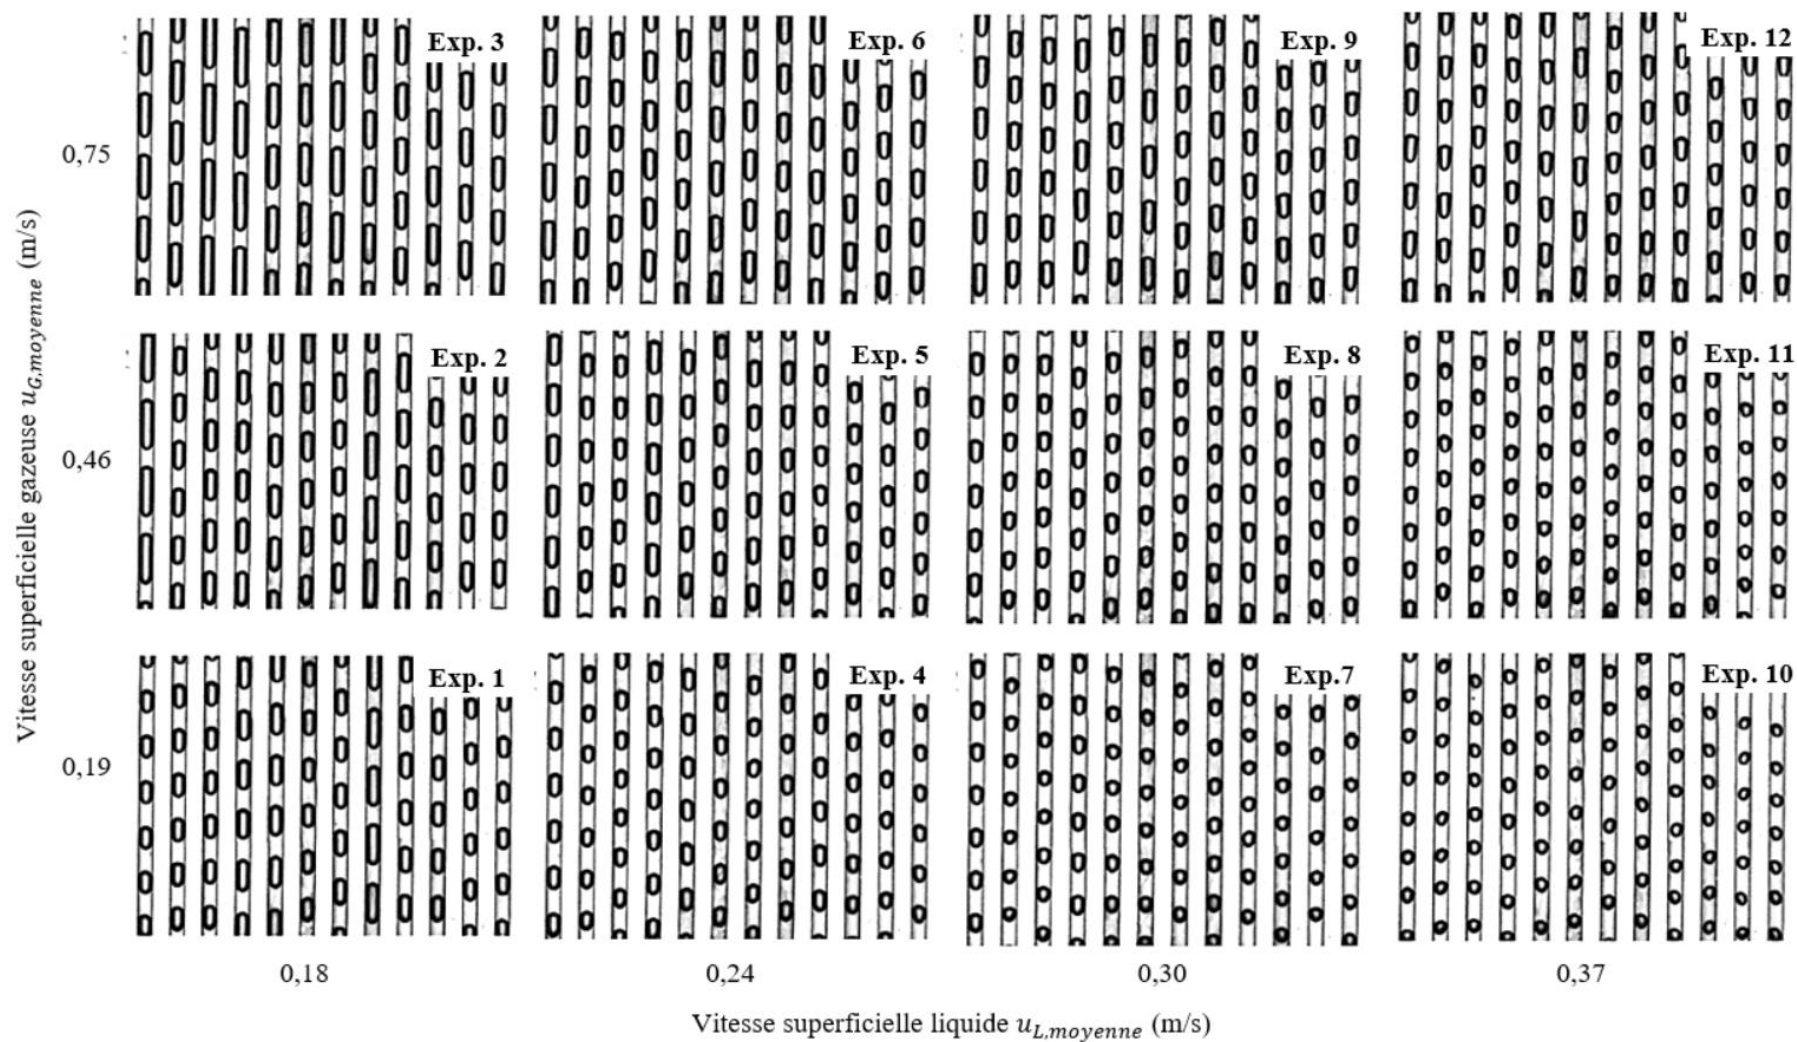 Exp. 3
Exp. 6
Exp. 9
Exp. 12
0,75
Exp. 2
Exp. 5
Exp. 8
Exp. 11
0,46
Exp. 1
Exp. 4
Exp.7
Exp. 10
0,19
Vitesse superficielle gazeuse u_{G,moyenne} (m/s)
0,18
0,24
0,30
0,37
Vitesse superficielle liquide u_{L,moyenne} (m/s)